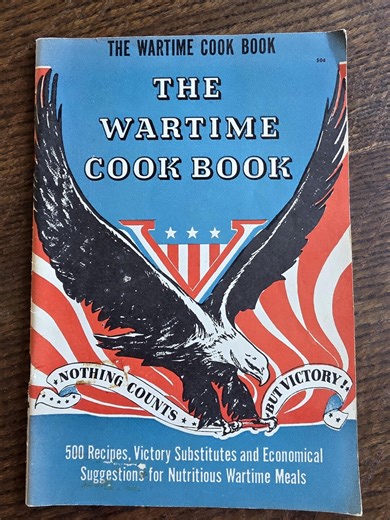 THE WARTIME COOK BOOK
50¢
THE
WARTIME
COOK BOOK
V
NOTHING COUNTS
BUT VICTORY!
500 Recipes, Victory Substitutes and Economical
Suggestions for Nutritious Wartime Meals